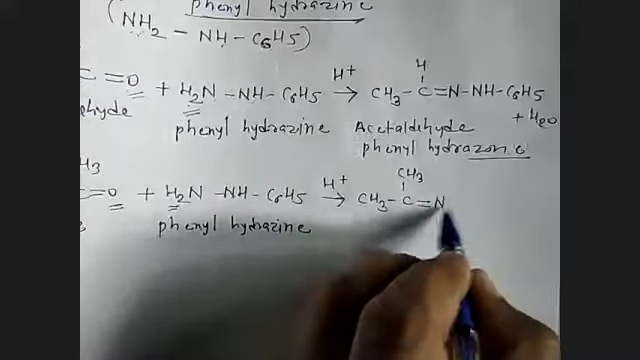 phenyl hydrazine
(NH2 - NH - C6H5)
H
C = O + H2N - NH - C6H5 H+ → CH3 - C = N - NH - C6H5
+ H2O
hyde phenyl hydrazine Acetaldehyde
phenyl hydrazone
H3 CH3
C = O + H2N - NH - C6H5 H+ → CH3 - C = N
phenyl hydrazine